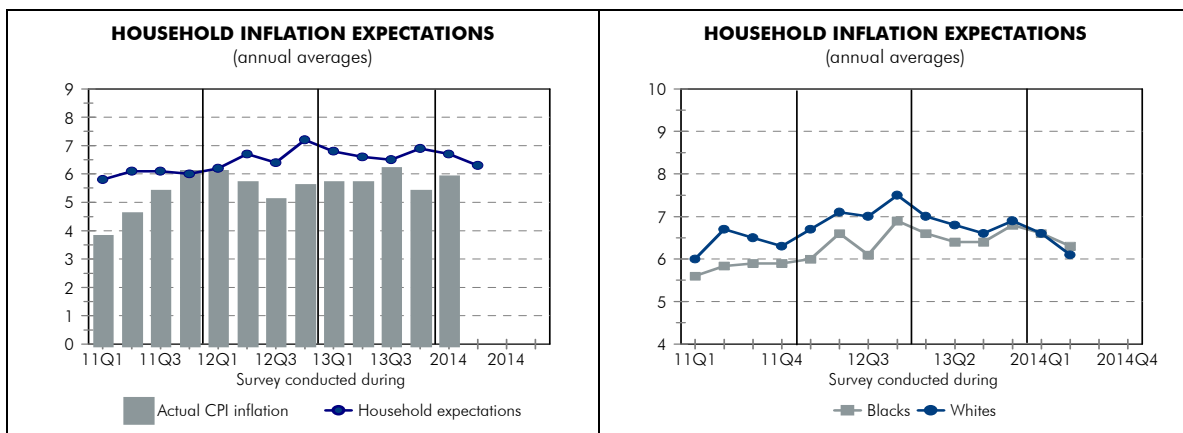 HOUSEHOLD INFLATION EXPECTATIONS
(annual averages)
9
8
7
6
5
4
3
2
1
0
11Q1 11Q3 12Q1 12Q3 13Q1 13Q3 2014 2014
Survey conducted during
Actual CPI inflation Household expectations
HOUSEHOLD INFLATION EXPECTATIONS
(annual averages)
10
9
8
7
6
5
4
11Q1 11Q4 12Q3 13Q2 2014Q1 2014Q4
Survey conducted during
Blacks Whites